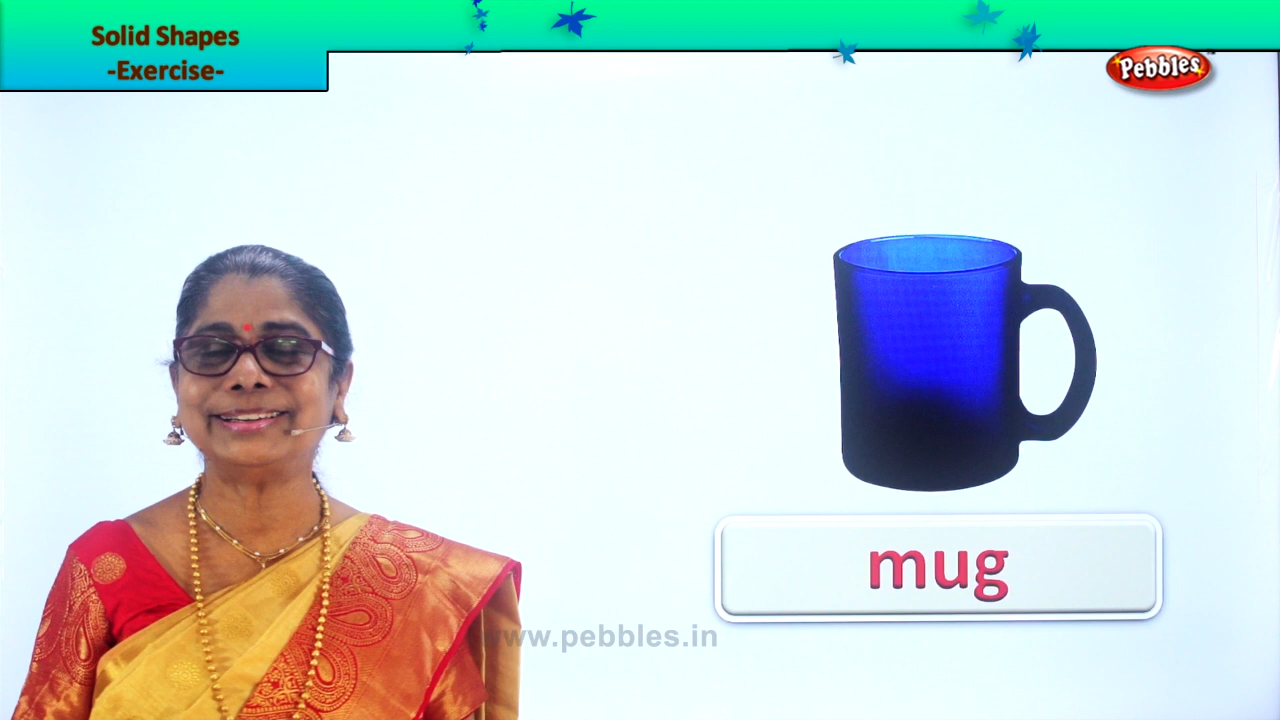 Solid Shapes
-Exercise-
Pebbles
mug
www.pebbles.in